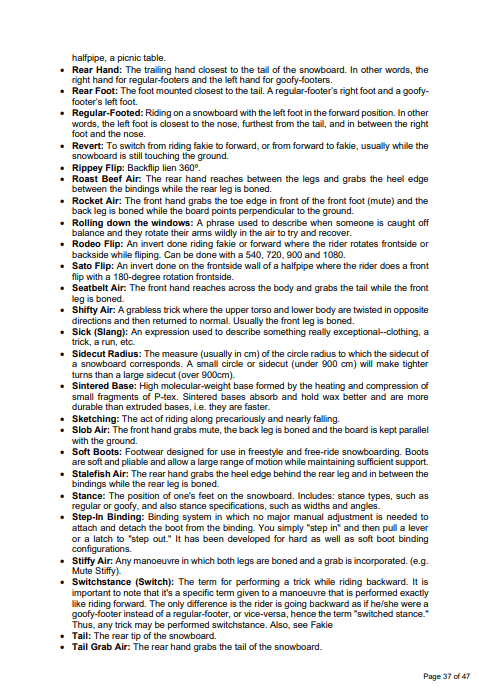 halfpipe, a picnic table.
• Rear Hand: The trailing hand closest to the tail of the snowboard. In other words, the
right hand for regular-footers and the left hand for goofy-footers.
• Rear Foot: The foot mounted closest to the tail. A regular-footer's right foot and a goofy-
footer's left foot.
• Regular-Footed: Riding on a snowboard with the left foot in the forward position. In other
words, the left foot is closest to the nose, furthest from the tail, and in between the right
foot and the nose.
• Revert: To switch from riding fakie to forward, or from forward to fakie, usually while the
snowboard is still touching the ground.
• Rippey Flip: Backflip lien 360º.
• Roast Beef Air: The rear hand reaches between the legs and grabs the heel edge
between the bindings while the rear leg is boned.
• Rocket Air: The front hand grabs the toe edge in front of the front foot (mute) and the
back leg is boned while the board points perpendicular to the ground.
• Rolling down the windows: A phrase used to describe when someone is caught off
balance and they rotate their arms wildly in the air to try and recover.
• Rodeo Flip: An invert done riding fakie or forward where the rider rotates frontside or
backside while fliping. Can be done with a 540, 720, 900 and 1080.
• Sato Flip: An invert done on the frontside wall of a halfpipe where the rider does a front
flip with a 180-degree rotation frontside.
• Seatbelt Air: The front hand reaches across the body and grabs the tail while the front
leg is boned.
• Shifty Air: A grabless trick where the upper torso and lower body are twisted in opposite
directions and then returned to normal. Usually the front leg is boned.
• Sick (Slang): An expression used to describe something really exceptional--clothing, a
trick, a run, etc.
• Sidecut Radius: The measure (usually in cm) of the circle radius to which the sidecut of
a snowboard corresponds. A small circle or sidecut (under 900 cm) will make tighter
turns than a large sidecut (over 900cm).
• Sintered Base: High molecular-weight base formed by the heating and compression of
small fragments of P-tex. Sintered bases absorb and hold wax better and are more
durable than extruded bases, i.e. they are faster.
• Sketching: The act of riding along precariously and nearly falling.
• Slob Air: The front hand grabs mute, the back leg is boned and the board is kept parallel
with the ground.
• Soft Boots: Footwear designed for use in freestyle and free-ride snowboarding. Boots
are soft and pliable and allow a large range of motion while maintaining sufficient support.
• Stalefish Air: The rear hand grabs the heel edge behind the rear leg and in between the
bindings while the rear leg is boned.
• Stance: The position of one's feet on the snowboard. Includes: stance types, such as
regular or goofy, and also stance specifications, such as widths and angles.
• Step-In Binding: Binding system in which no major manual adjustment is needed to
attach and detach the boot from the binding. You simply "step in" and then pull a lever
or a latch to "step out." It has been developed for hard as well as soft boot binding
configurations.
• Stiffy Air: Any manoeuvre in which both legs are boned and a grab is incorporated. (e.g.
Mute Stiffy).
• Switchstance (Switch): The term for performing a trick while riding backward. It is
important to note that it's a specific term given to a manoeuvre that is performed exactly
like riding forward. The only difference is the rider is going backward as if he/she were a
goofy-footer instead of a regular-footer, or vice-versa, hence the term "switched stance."
Thus, any trick may be performed switchstance. Also, see Fakie
• Tail: The rear tip of the snowboard.
• Tail Grab Air: The rear hand grabs the tail of the snowboard.
Page 37 of 47